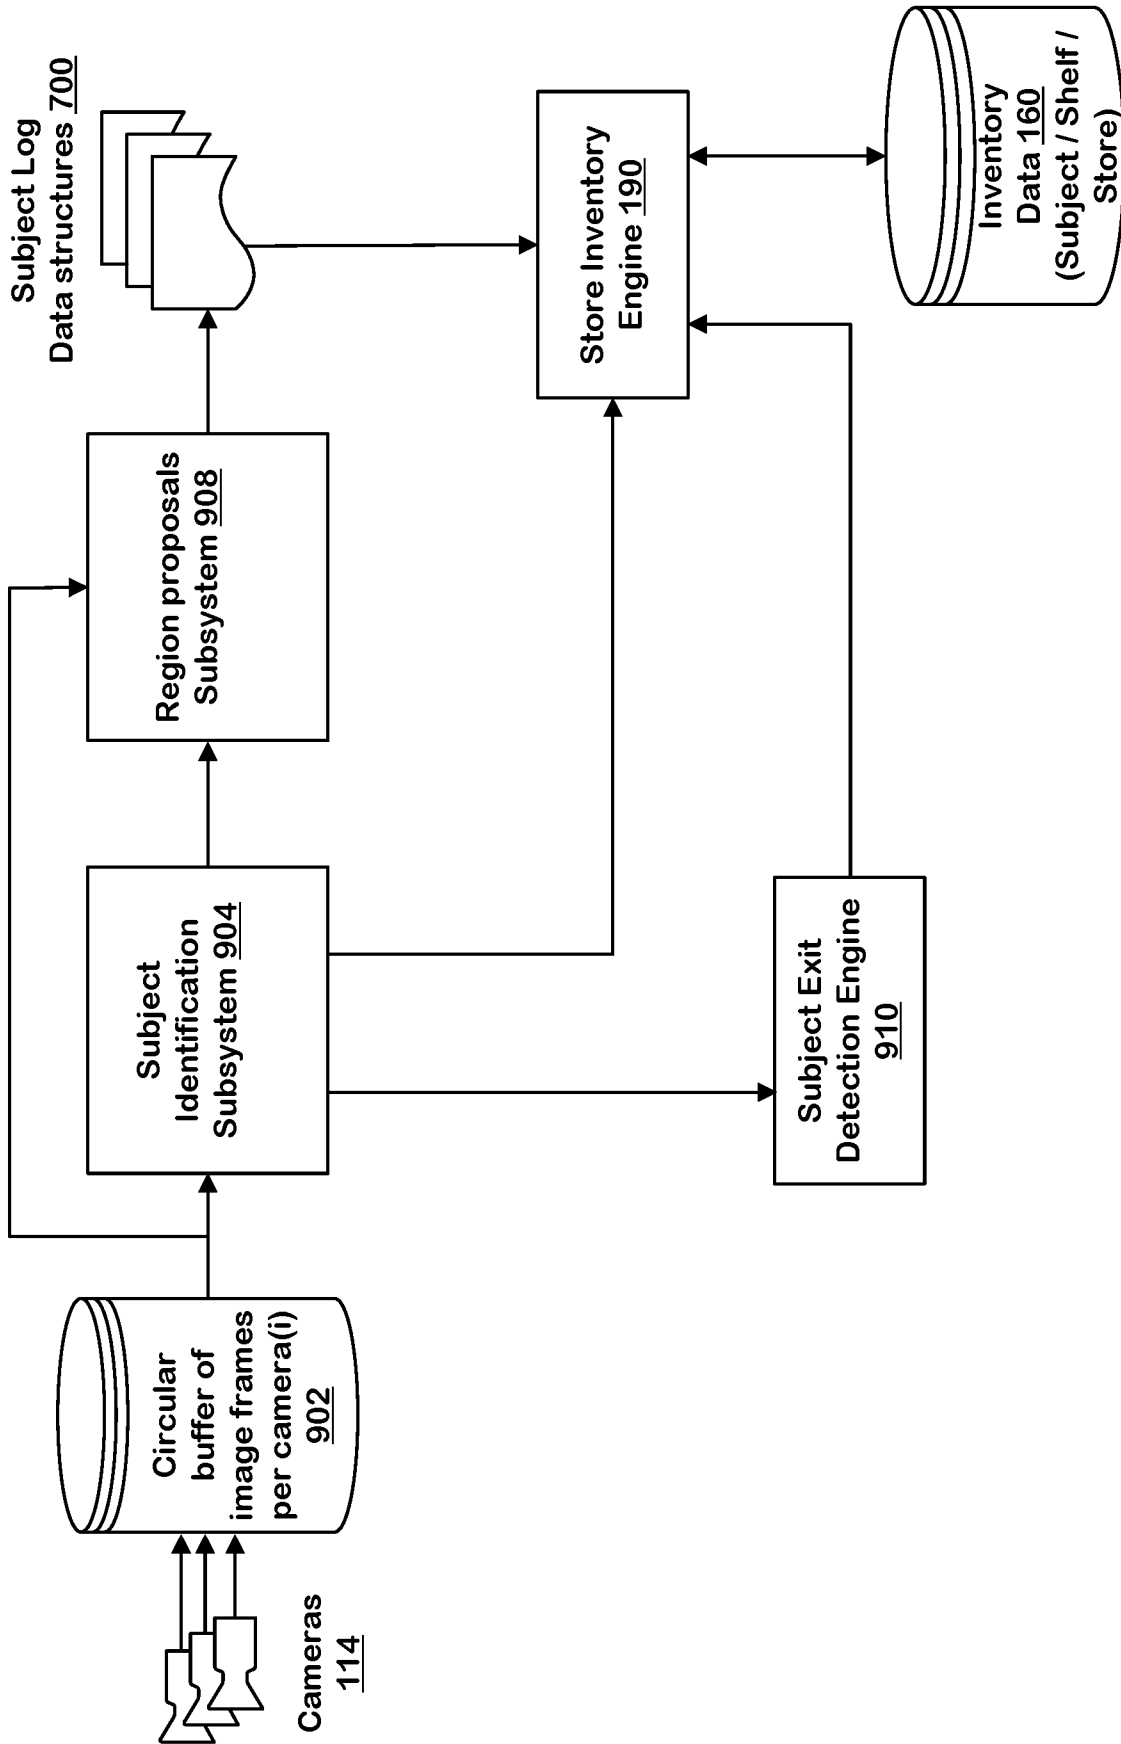 Cameras
114
Circular
buffer of
image frames
per camera(i)
902
Subject
Identification
Subsystem 904
Region proposals
Subsystem 908
Subject Log
Data structures 700
Store Inventory
Engine 190
Subject Exit
Detection Engine
910
Inventory
Data 160
(Subject / Shelf /
Store)